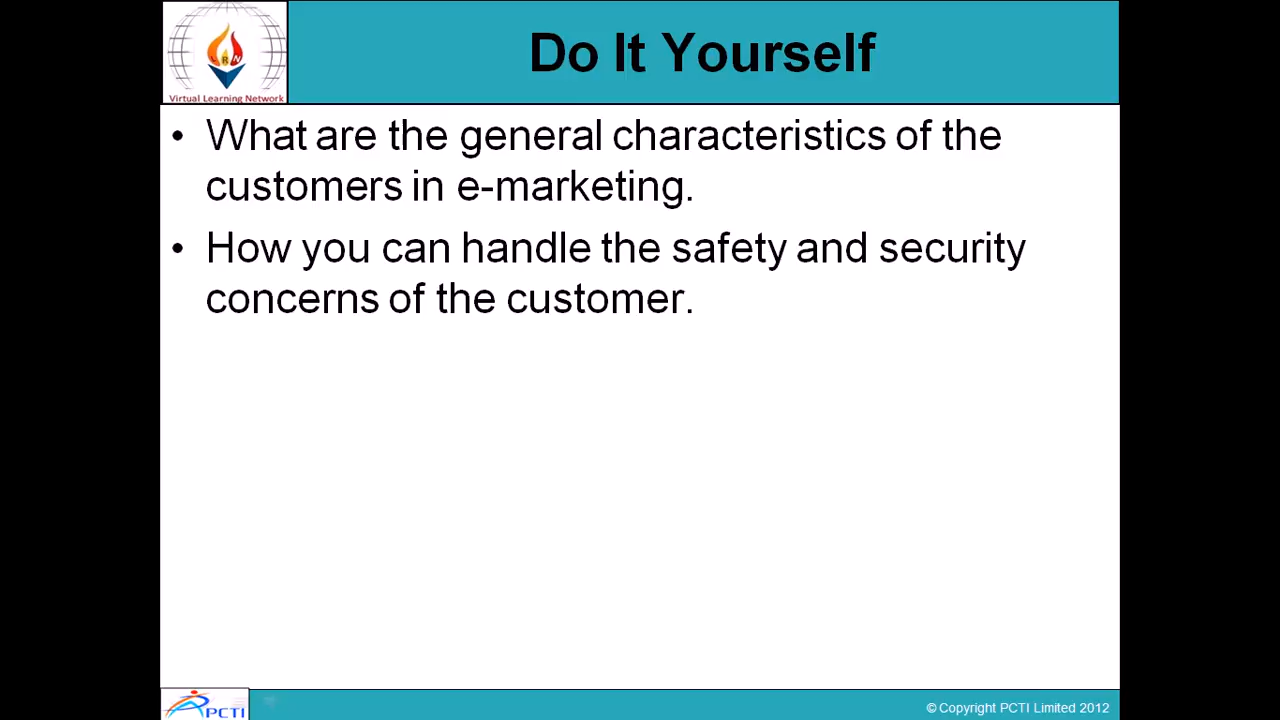 Do It Yourself
Virtual Learning Network
• What are the general characteristics of the
customers in e-marketing.
• How you can handle the safety and security
concerns of the customer.
PCTI
© Copyright PCTI Limited 2012